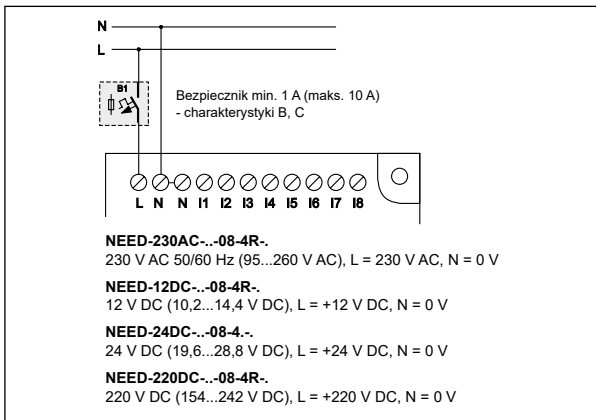 N
L
B1
Bezpiecznik min. 1 A (maks. 10 A)
- charakterystyki B, C
L N N I1 I2 I3 I4 I5 I6 I7 I8
NEED-230AC-..-08-4R-.
230 V AC 50/60 Hz (95...260 V AC), L = 230 V AC, N = 0 V
NEED-12DC-..-08-4R-.
12 V DC (10,2...14,4 V DC), L = +12 V DC, N = 0 V
NEED-24DC-..-08-4.-.
24 V DC (19,6...28,8 V DC), L = +24 V DC, N = 0 V
NEED-220DC-..-08-4R-.
220 V DC (154...242 V DC), L = +220 V DC, N = 0 V